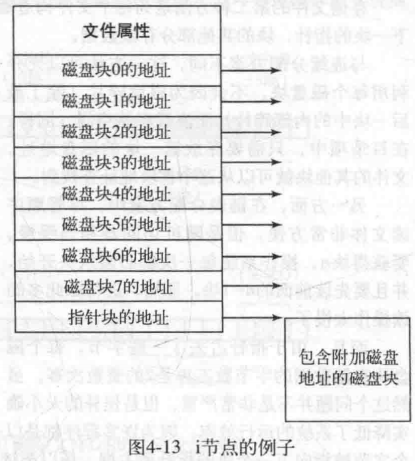 文件属性
磁盘块0的地址
磁盘块1的地址
磁盘块2的地址
磁盘块3的地址
磁盘块4的地址
磁盘块5的地址
磁盘块6的地址
磁盘块7的地址
指针块的地址
包含附加磁盘
地址的磁盘块
图4-13 i节点的例子